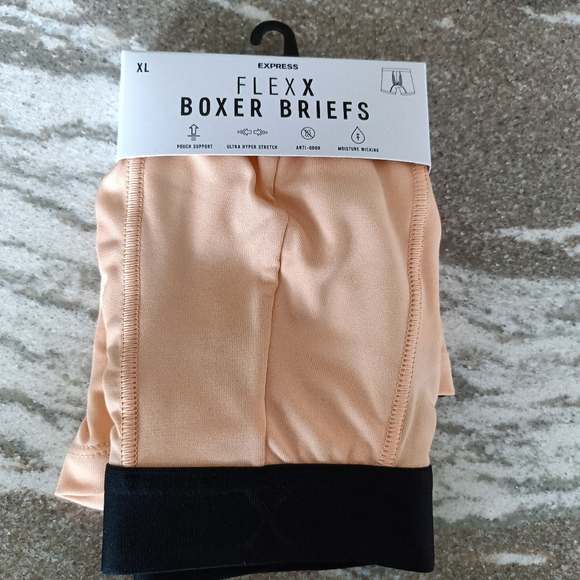 XL
EXPRESS
FLEXX
BOXER BRIEFS
POUCH SUPPORT
ULTRA HYPER STRETCH
ANTI-ODOR
MOISTURE WICKING
X